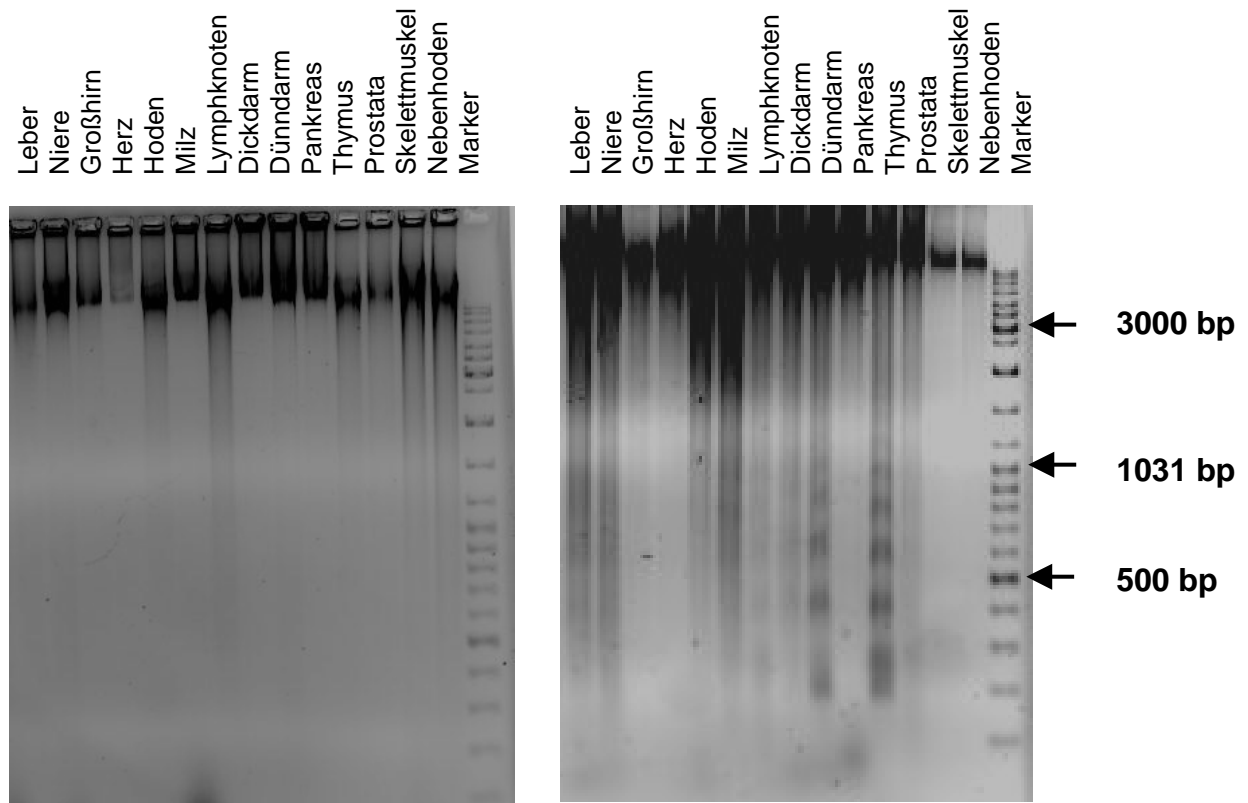 Leber
Niere
Großhirn
Herz
Hoden
Milz
Lymphknoten
Dickdarm
Dünndarm
Pankreas
Thymus
Prostata
Skelettmuskel
Nebenhoden
Marker
Leber
Niere
Großhirn
Herz
Hoden
Milz
Lymphknoten
Dickdarm
Dünndarm
Pankreas
Thymus
Prostata
Skelettmuskel
Nebenhoden
Marker
3000 bp
1031 bp
500 bp